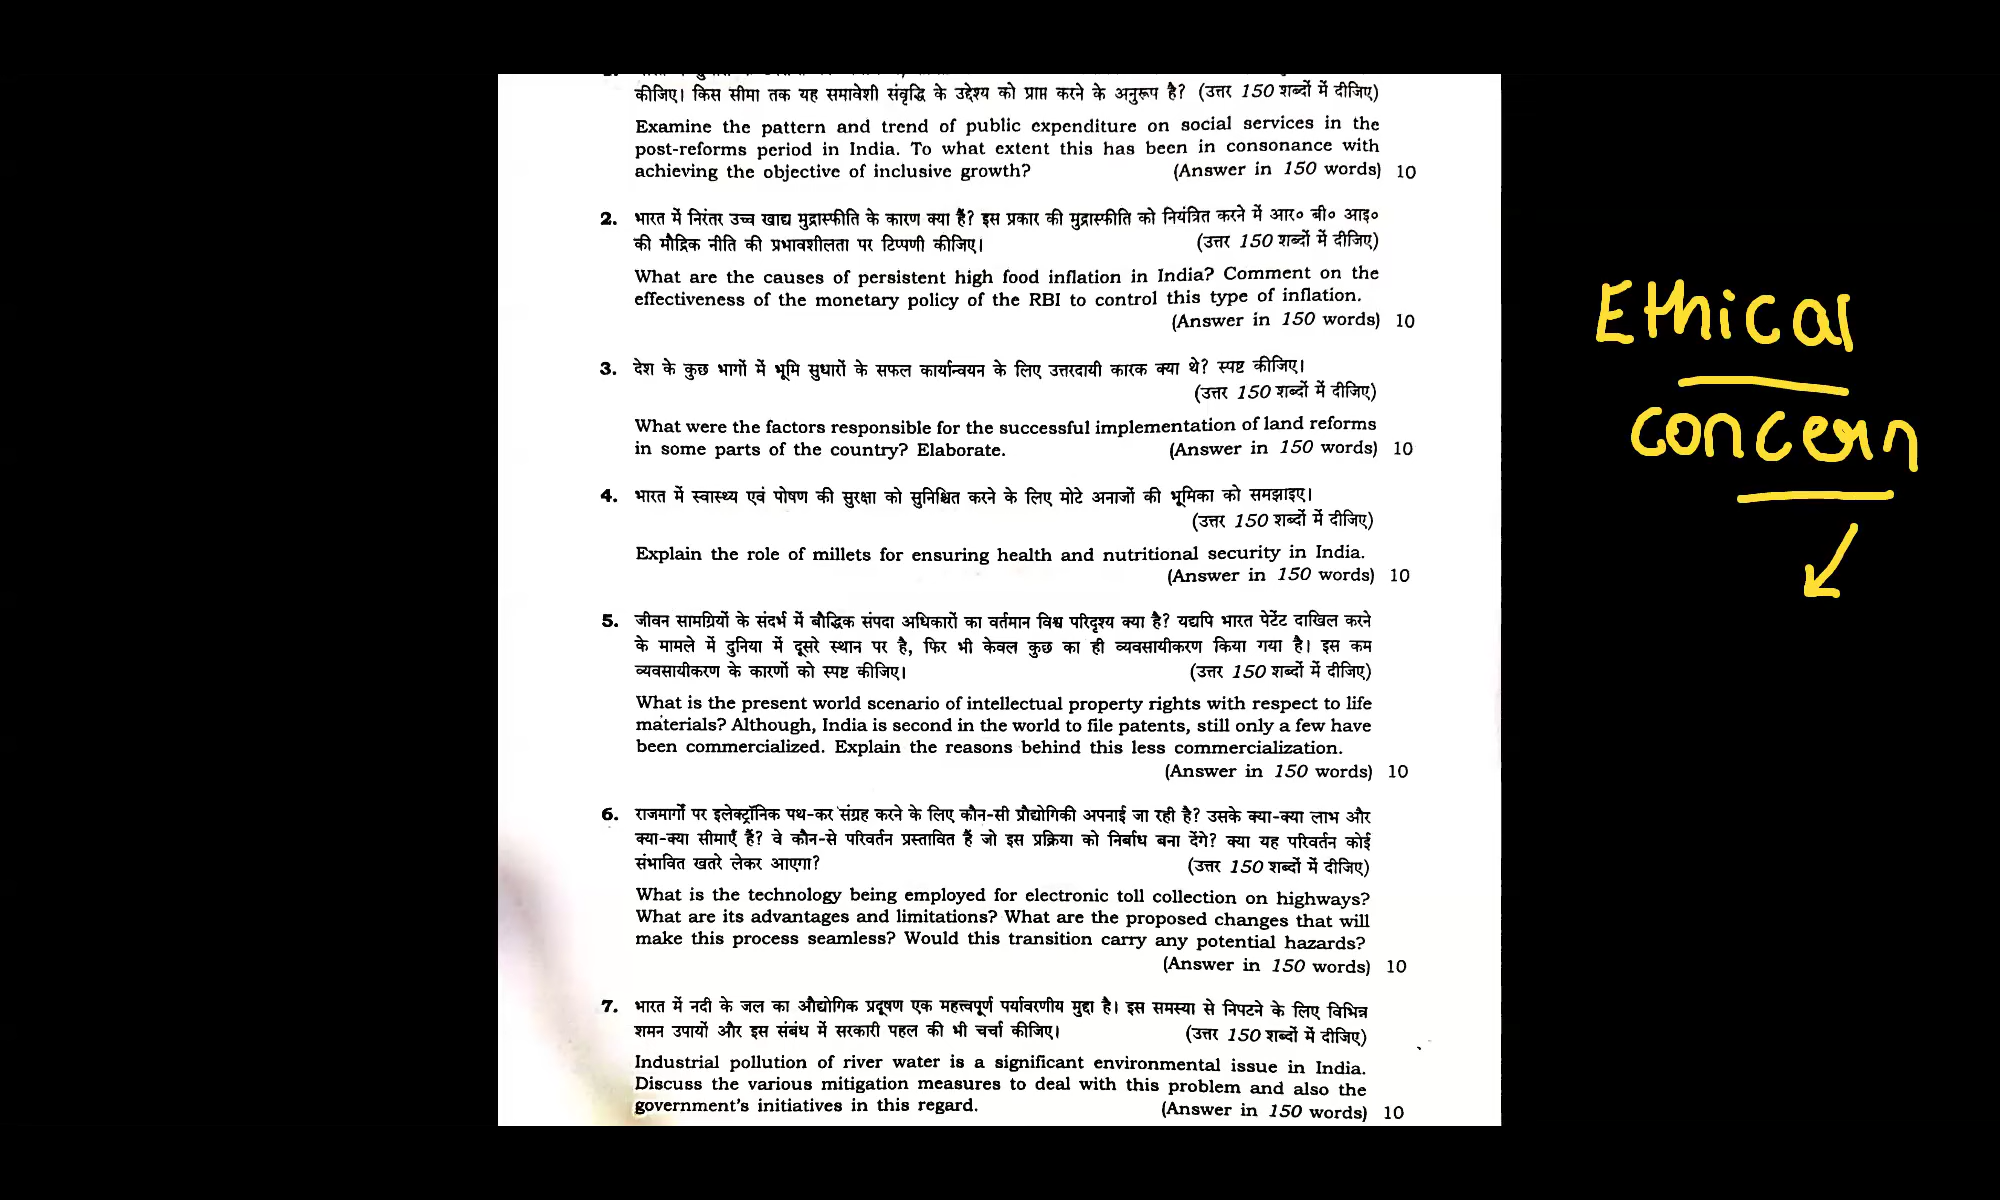 कीजिए। किस सीमा तक यह समावेशी संवृद्धि के उद्देश्य को प्राप्त करने के अनुरूप है? (उत्तर 150 शब्दों में दीजिए)
Examine the pattern and trend of public expenditure on social services in the
post-reforms period in India. To what extent this has been in consonance with
achieving the objective of inclusive growth? (Answer in 150 words) 10
2. भारत में निरंतर उच्च खाद्य मुद्रास्फीति के कारण क्या हैं? इस प्रकार की मुद्रास्फीति को नियंत्रित करने में आर० बी० आइ०
की मौद्रिक नीति की प्रभावशीलता पर टिप्पणी कीजिए। (उत्तर 150 शब्दों में दीजिए)
What are the causes of persistent high food inflation in India? Comment on the
effectiveness of the monetary policy of the RBI to control this type of inflation.
(Answer in 150 words) 10
3. देश के कुछ भागों में भूमि सुधारों के सफल कार्यान्वयन के लिए उत्तरदायी कारक क्या थे? स्पष्ट कीजिए।
(उत्तर 150 शब्दों में दीजिए)
What were the factors responsible for the successful implementation of land reforms
in some parts of the country? Elaborate. (Answer in 150 words) 10
4. भारत में स्वास्थ्य एवं पोषण की सुरक्षा को सुनिश्चित करने के लिए मोटे अनाजों की भूमिका को समझाइए।
(उत्तर 150 शब्दों में दीजिए)
Explain the role of millets for ensuring health and nutritional security in India.
(Answer in 150 words) 10
5. जीवन सामग्रियों के संदर्भ में बौद्धिक संपदा अधिकारों का वर्तमान विश्व परिदृश्य क्या है? यद्यपि भारत पेटेंट दाखिल करने
के मामले में दुनिया में दूसरे स्थान पर है, फिर भी केवल कुछ का ही व्यवसायीकरण किया गया है। इस कम
व्यवसायीकरण के कारणों को स्पष्ट कीजिए। (उत्तर 150 शब्दों में दीजिए)
What is the present world scenario of intellectual property rights with respect to life
materials? Although, India is second in the world to file patents, still only a few have
been commercialized. Explain the reasons behind this less commercialization.
(Answer in 150 words) 10
6. राजमार्गों पर इलेक्ट्रॉनिक पथ-कर संग्रह करने के लिए कौन-सी प्रौद्योगिकी अपनाई जा रही है? उसके क्या-क्या लाभ और
क्या-क्या सीमाएँ हैं? वे कौन-से परिवर्तन प्रस्तावित हैं जो इस प्रक्रिया को निर्बाध बना देंगे? क्या यह परिवर्तन कोई
संभावित खतरे लेकर आएगा? (उत्तर 150 शब्दों में दीजिए)
What is the technology being employed for electronic toll collection on highways?
What are its advantages and limitations? What are the proposed changes that will
make this process seamless? Would this transition carry any potential hazards?
(Answer in 150 words) 10
7. भारत में नदी के जल का औद्योगिक प्रदूषण एक महत्त्वपूर्ण पर्यावरणीय मुद्दा है। इस समस्या से निपटने के लिए विभिन्न
शमन उपायों और इस संबंध में सरकारी पहल की भी चर्चा कीजिए। (उत्तर 150 शब्दों में दीजिए)
Industrial pollution of river water is a significant environmental issue in India.
Discuss the various mitigation measures to deal with this problem and also the
government's initiatives in this regard. (Answer in 150 words) 10
Ethical
concern